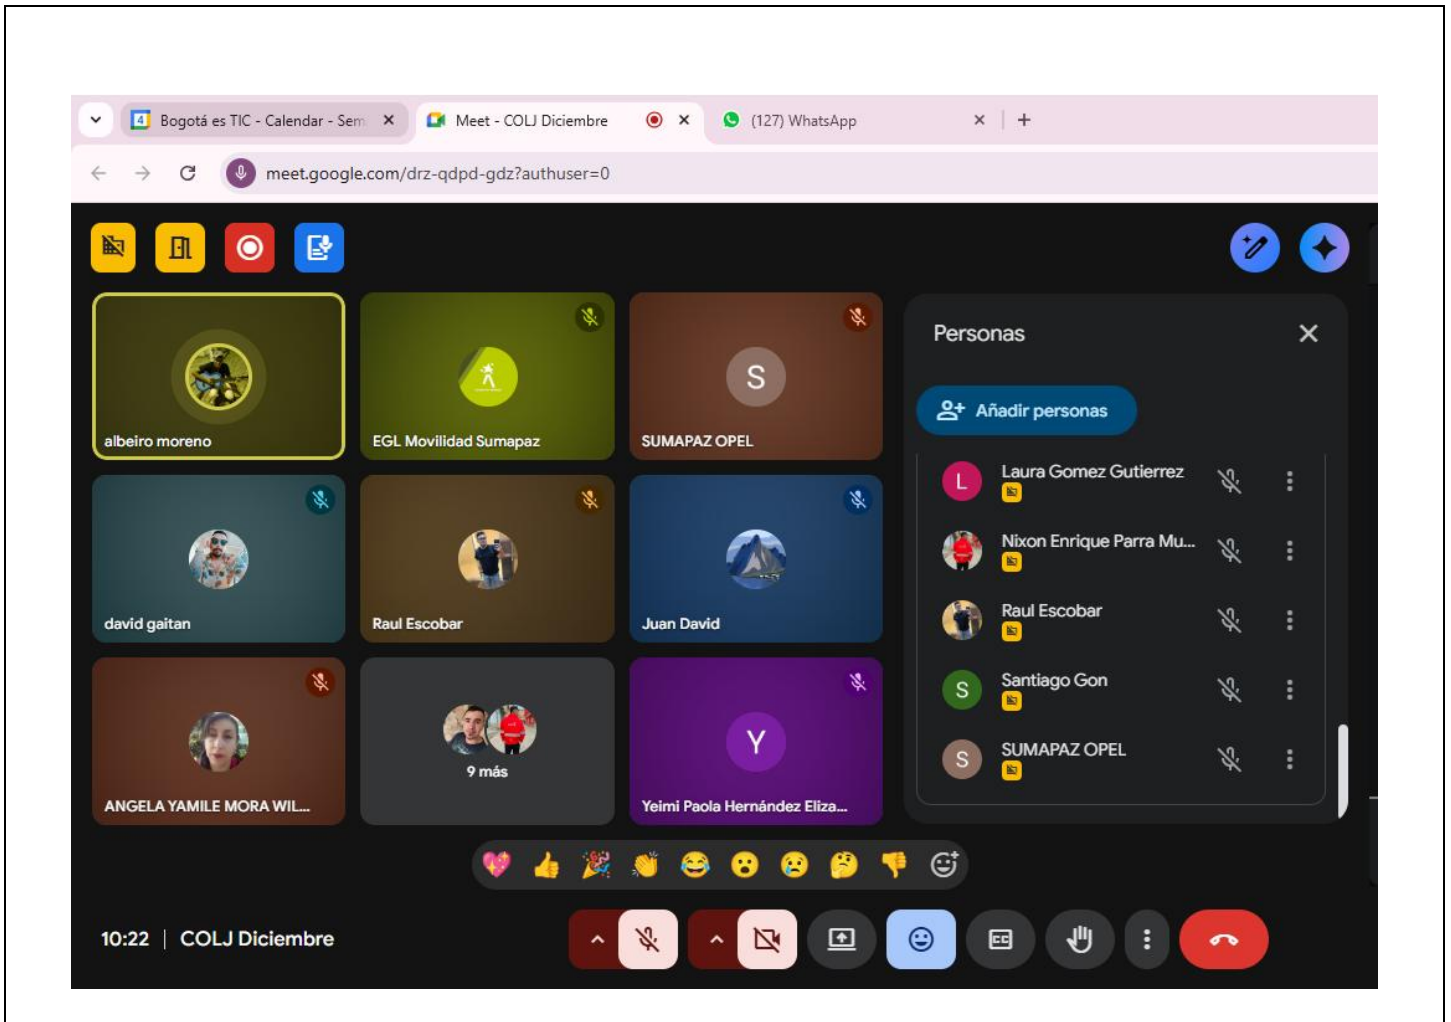 4 Bogotá es TIC - Calendar - Sem
Meet - COLJ Diciembre
(127) WhatsApp
meet.google.com/drz-qdpd-gdz?authuser=0
albeiro moreno
EGL Movilidad Sumapaz
S
SUMAPAZ OPEL
david gaitan
Raul Escobar
Juan David
ANGELA YAMILE MORA WIL...
9 más
Y
Yeimi Paola Hernández Eliza...
Personas
Añadir personas
L Laura Gomez Gutierrez
Nixon Enrique Parra Mu...
Raul Escobar
S Santiago Gon
S SUMAPAZ OPEL
10:22 | COLJ Diciembre
CC